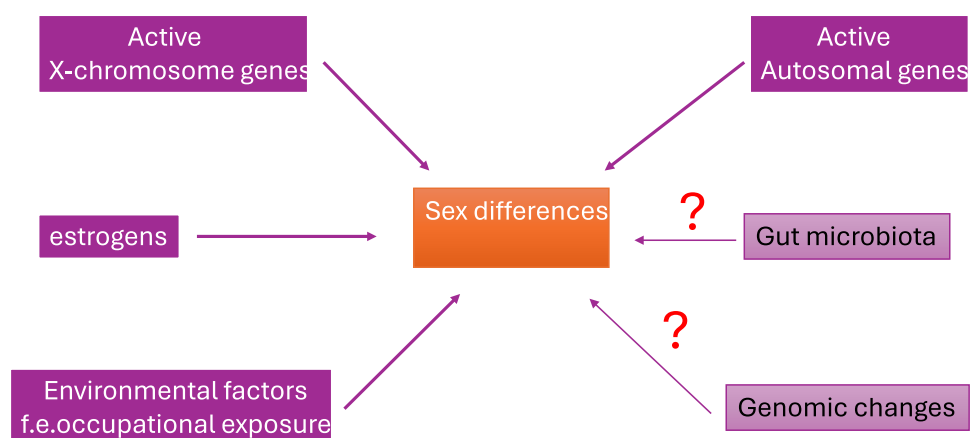 Active
X-chromosome genes
Active
Autosomal genes
Sex differences
?
estrogens
Gut microbiota
?
Environmental factors
f.e.occupational exposure
Genomic changes